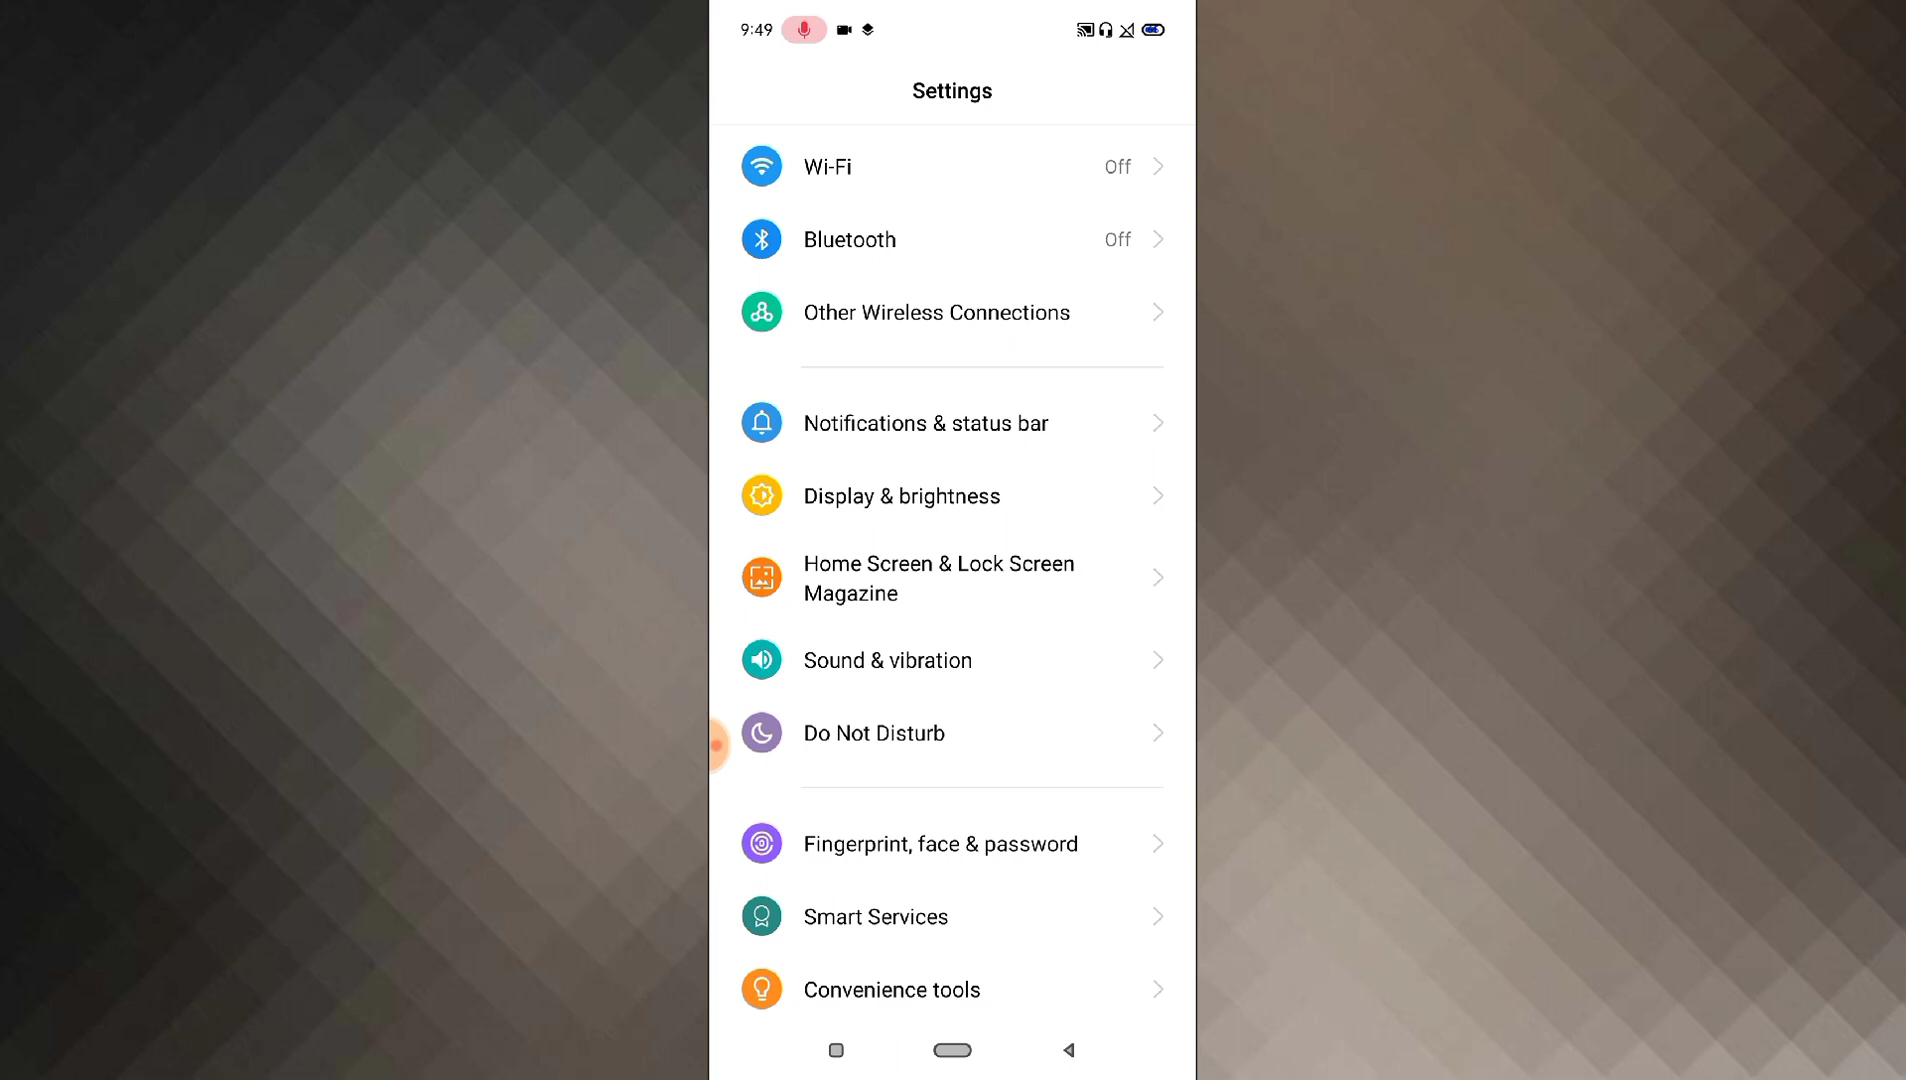 9:49
Settings
Wi-Fi Off
Bluetooth Off
Other Wireless Connections
Notifications & status bar
Display & brightness
Home Screen & Lock Screen
Magazine
Sound & vibration
Do Not Disturb
Fingerprint, face & password
Smart Services
Convenience tools